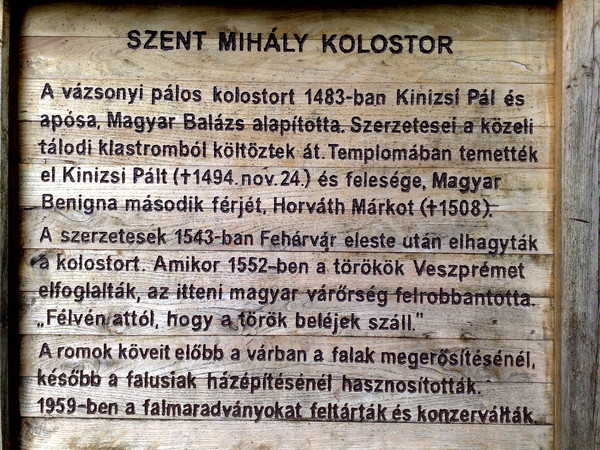 SZENT MIHÁLY KOLOSTOR
A vázsonyi pálos kolostort 1483-ban Kinizsi Pál és
apósa, Magyar Balázs alapította. Szerzetesei a közeli
tálodi klastromból költöztek át. Templomában temették
el Kinizsi Pált (†1494.nov.24.) és felesége, Magyar
Benigna második férjét, Horváth Márkot (†1508).
A szerzetesek 1543-ban Fehérvár eleste után elhagyták
a kolostort. Amikor 1552-ben a törökök Veszprémet
elfoglalták, az itteni magyar várőrség felrobbantotta.
„Félvén attól, hogy a török beléjek száll."
A romok köveit előbb a várban a falak megerősítésénél,
később a falusiak házépítésénél hasznosították.
1959-ben a falmaradványokat feltárták és konzerválták.